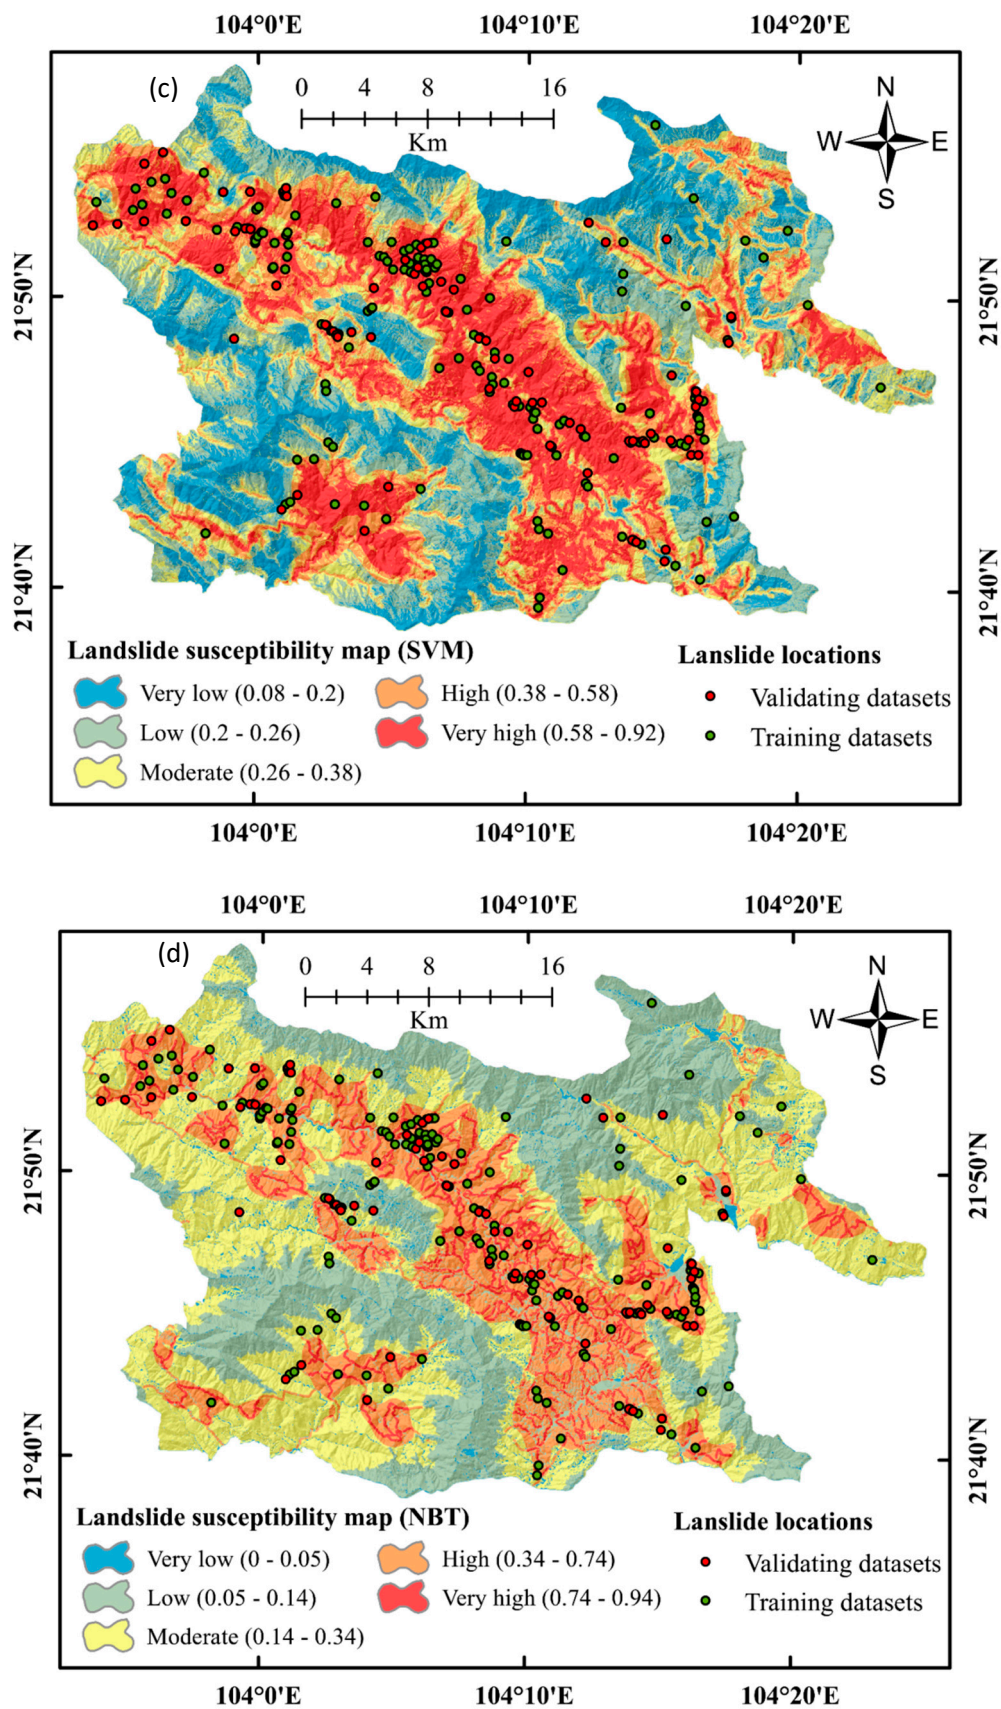 104°0'E 104°10'E 104°20'E
(c)
0 4 8 16
Km
N
W E
S
21°50'N 21°50'N
21°40'N 21°40'N
Landslide susceptibility map (SVM)
Lanslide locations
Very low (0.08 - 0.2) High (0.38 - 0.58) Validating datasets
Low (0.2 - 0.26) Very high (0.58 - 0.92) Training datasets
Moderate (0.26 - 0.38)
104°0'E 104°10'E 104°20'E
104°0'E 104°10'E 104°20'E
(d)
0 4 8 16
Km
N
W E
S
21°50'N 21°50'N
21°40'N 21°40'N
Landslide susceptibility map (NBT)
Lanslide locations
Very low (0 - 0.05) High (0.34 - 0.74) Validating datasets
Low (0.05 - 0.14) Very high (0.74 - 0.94) Training datasets
Moderate (0.14 - 0.34)
104°0'E 104°10'E 104°20'E